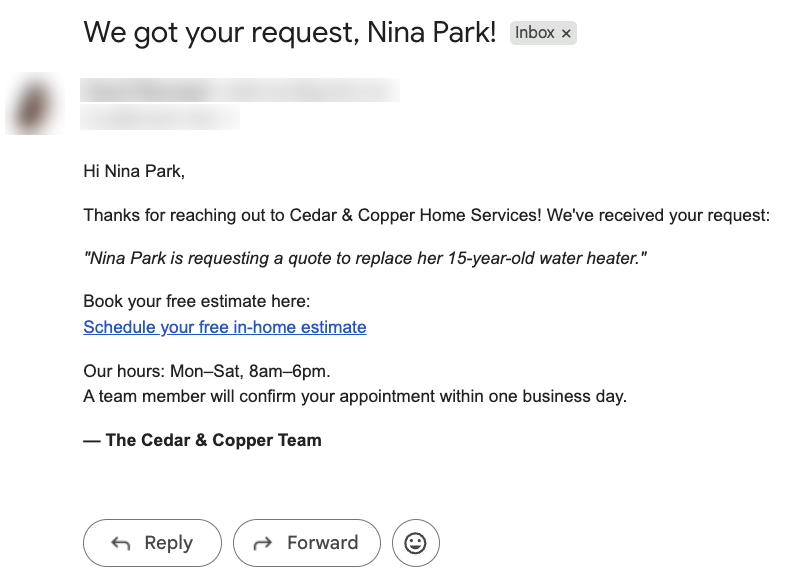 We got your request, Nina Park!
Inbox ×
Hi Nina Park,
Thanks for reaching out to Cedar & Copper Home Services! We've received your request:
"Nina Park is requesting a quote to replace her 15-year-old water heater."
Book your free estimate here:
Schedule your free in-home estimate
Our hours: Mon–Sat, 8am–6pm.
A team member will confirm your appointment within one business day.
— The Cedar & Copper Team
Reply
Forward